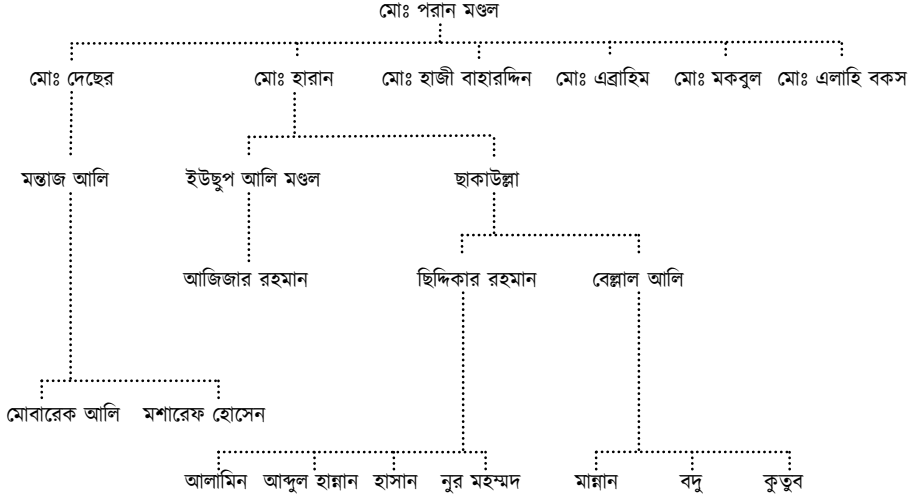 মোঃ পরান মণ্ডল
মোঃ দেছের মোঃ হারান মোঃ হাজী বাহারদ্দিন মোঃ এব্রাহিম মোঃ মকবুল মোঃ এলাহি বকস
মন্তাজ আলি ইউছুপ আলি মণ্ডল ছাকাউল্লা
আজিজার রহমান ছিদ্দিকার রহমান বেল্লাল আলি
মোবারেক আলি মশারেফ হোসেন
আলামিন আব্দুল হান্নান হাসান নুর মহম্মদ মান্নান বদু কুতুব